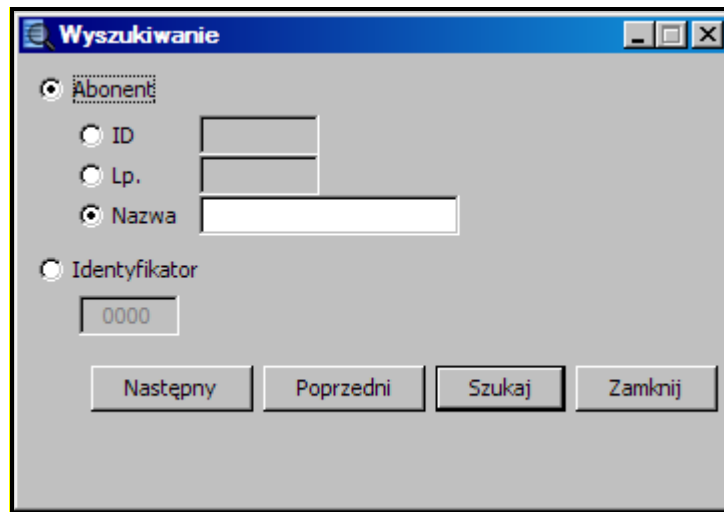 Wyszukiwanie
Abonent
ID
Lp.
Nazwa
Identyfikator
0000
Następny Poprzedni Szukaj Zamknij